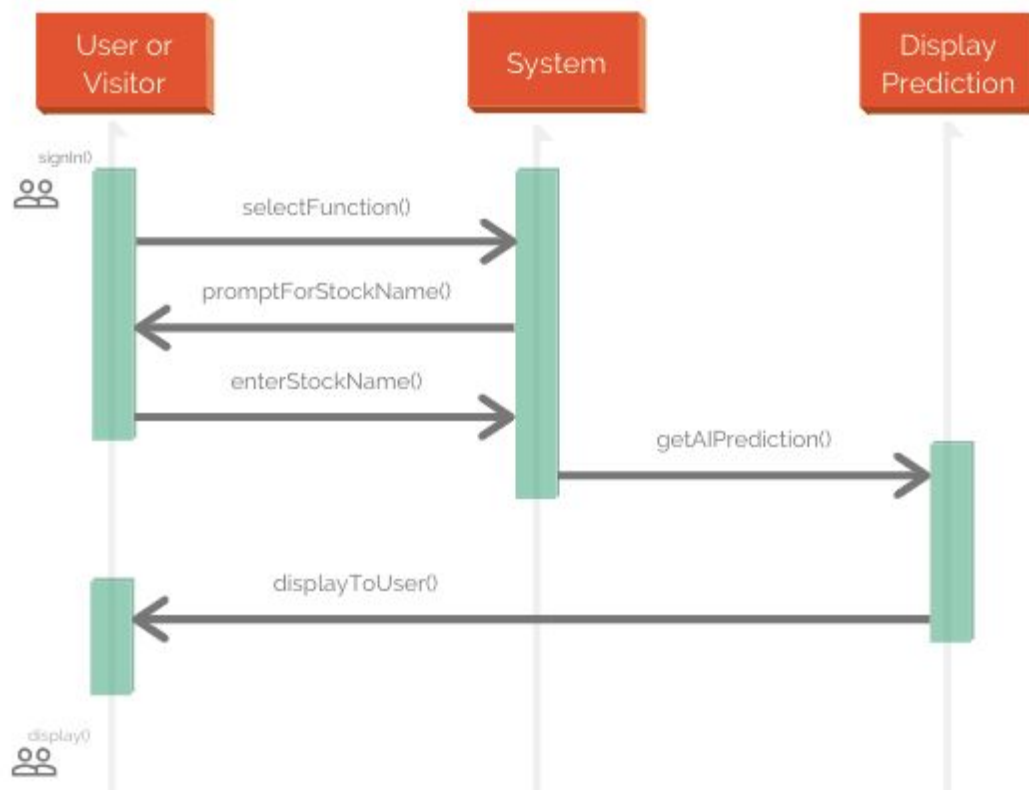 User or
Visitor
System
Display
Prediction
signIn()
selectFunction()
promptForStockName()
enterStockName()
getAIPrediction()
displayToUser()
display()